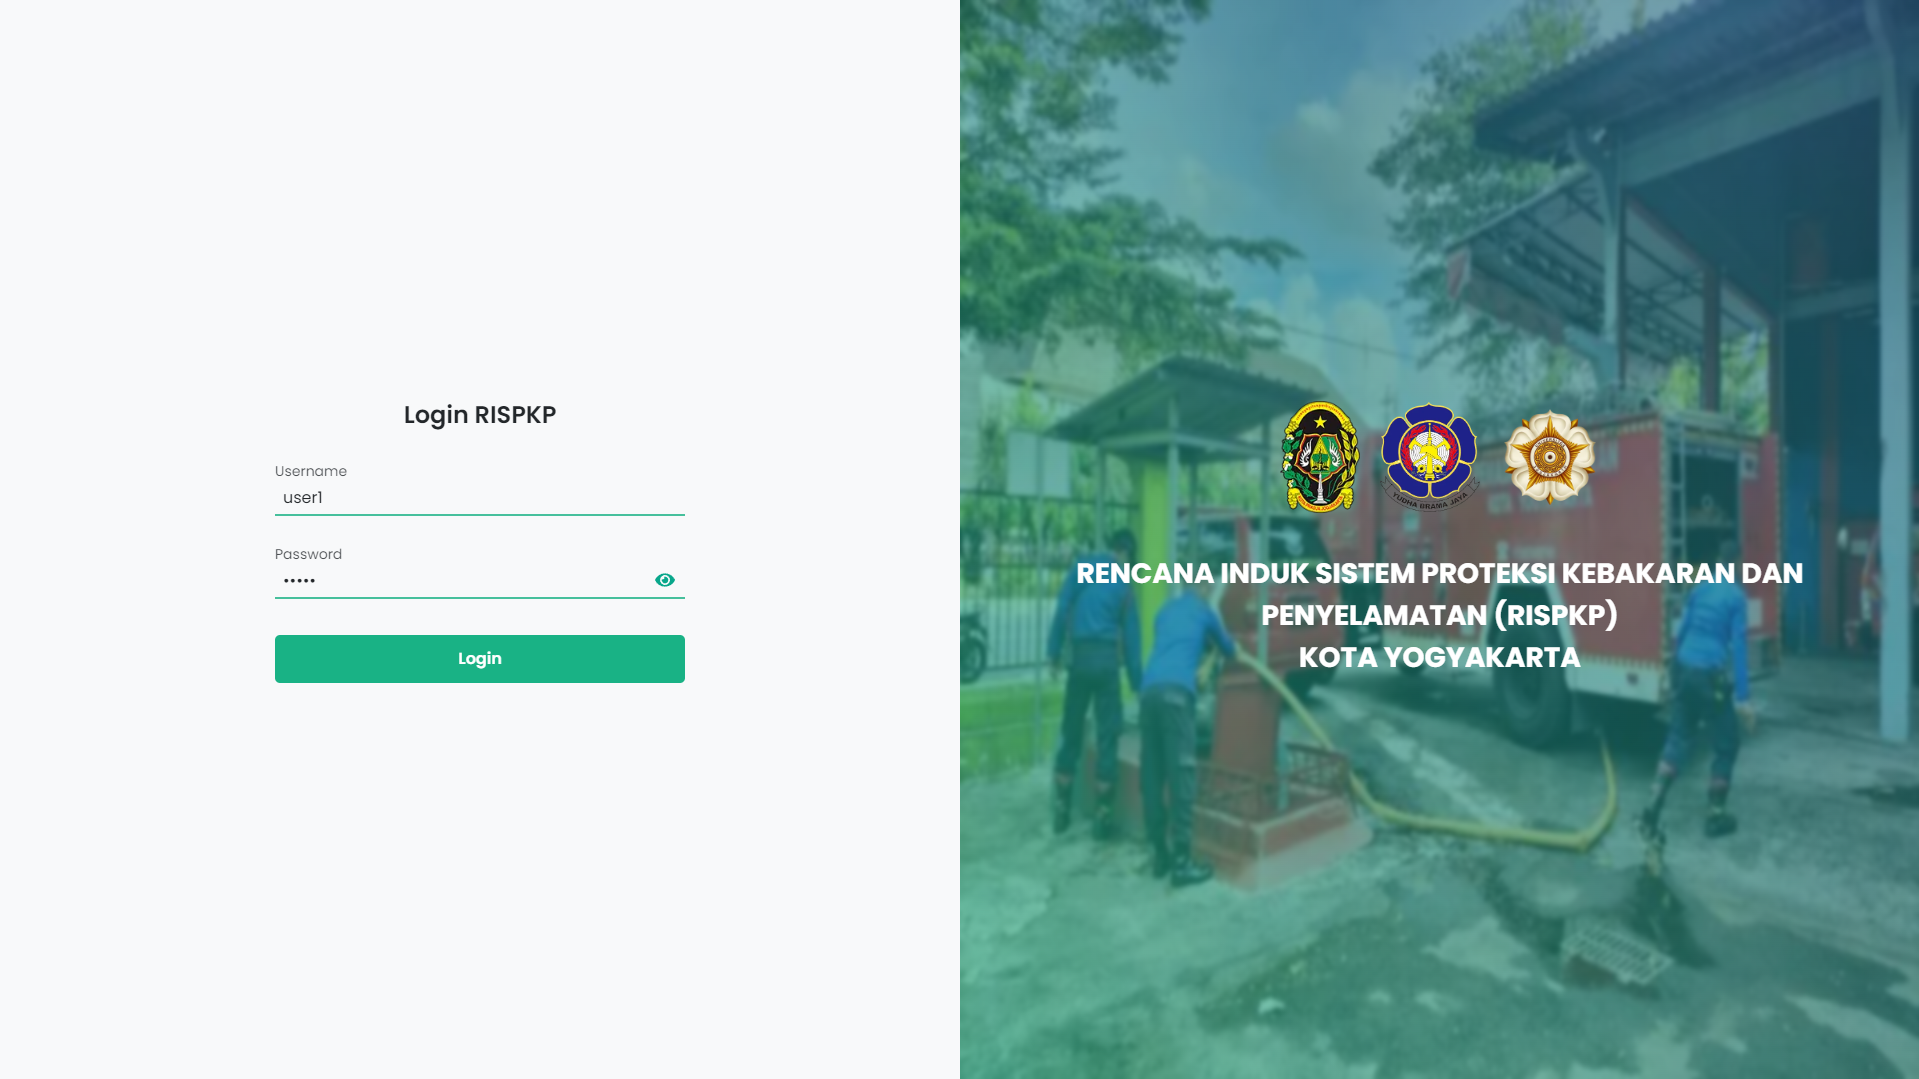 Login RISPKP
Username
user1
Password
•••••
Login
YUDHA BRAMA JAYA
RENCANA INDUK SISTEM PROTEKSI KEBAKARAN DAN
PENYELAMATAN (RISPKP)
KOTA YOGYAKARTA